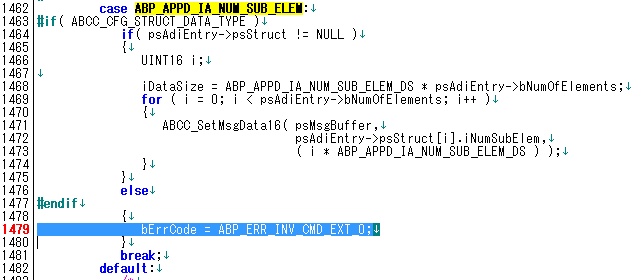 1462 case ABP_APPD_IA_NUM_SUB_ELEM:↓
1463 #if( ABCC_CFG_STRUCT_DATA_TYPE )↓
1464 if( psAdiEntry->psStruct != NULL )↓
1465 {↓
1466 UINT16 i;↓
1467 ↓
1468 iDataSize = ABP_APPD_IA_NUM_SUB_ELEM_DS * psAdiEntry->bNumOfElements;↓
1469 for ( i = 0; i < psAdiEntry->bNumOfElements; i++ )↓
1470 {↓
1471 ABCC_SetMsgData16( psMsgBuffer,↓
1472 psAdiEntry->psStruct[i].iNumSubElem,↓
1473 ( i * ABP_APPD_IA_NUM_SUB_ELEM_DS ) );↓
1474 }↓
1475 }↓
1476 else↓
1477 #endif↓
1478 {↓
1479 bErrCode = ABP_ERR_INV_CMD_EXT_0;↓
1480 }↓
1481 break;↓
1482 default:↓